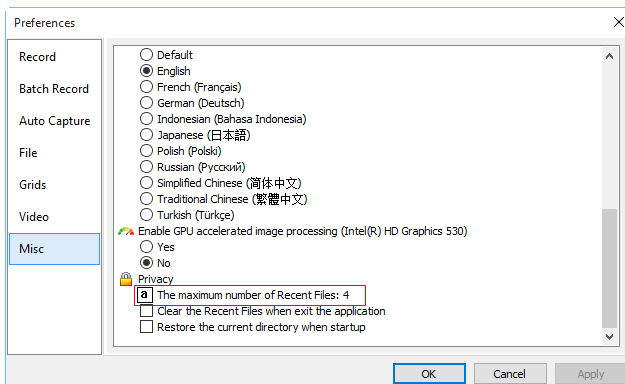 Preferences
Record
Batch Record
Auto Capture
File
Grids
Video
Misc
Default
English
French (Français)
German (Deutsch)
Indonesian (Bahasa Indonesia)
Japanese (日本語)
Polish (Polski)
Russian (Русский)
Simplified Chinese (简体中文)
Traditional Chinese (繁體中文)
Turkish (Türkçe)
Enable GPU accelerated image processing (Intel(R) HD Graphics 530)
Yes
No
Privacy
a The maximum number of Recent Files: 4
Clear the Recent Files when exit the application
Restore the current directory when startup
OK Cancel Apply